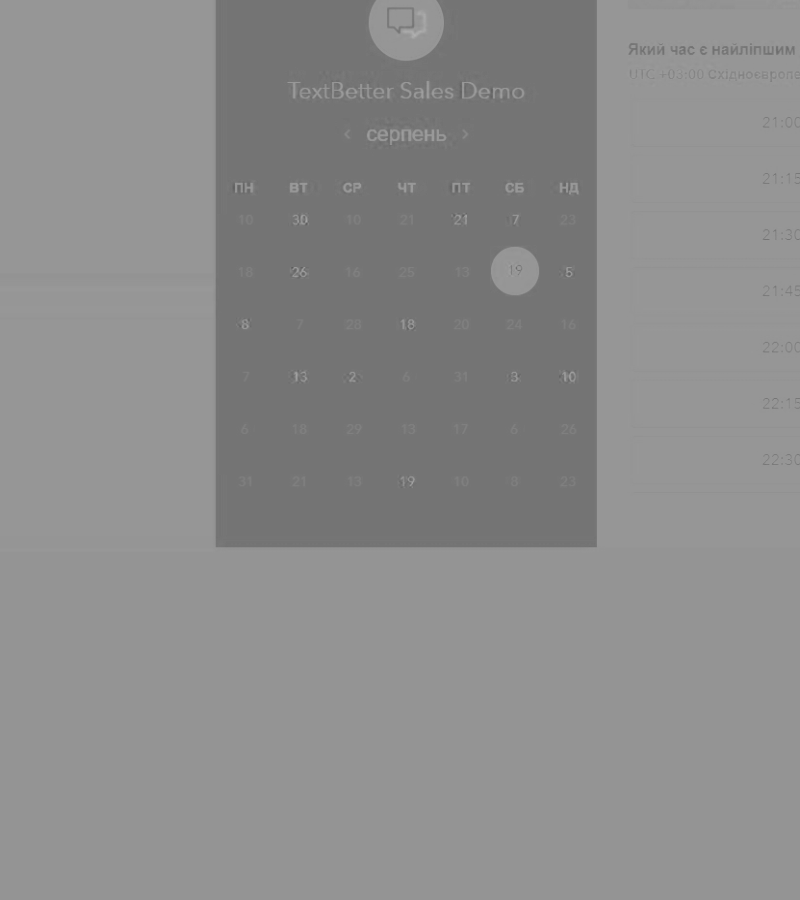 TextBetter Sales Demo
‹ серпень ›
ПН ВТ СР ЧТ ПТ СБ НД
10 30 18 21 21 7 23
18 26 16 25 13 19 5
8 7 28 18 20 24 16
7 13 2 6 31 3 10
6 18 29 13 17 6 26
31 21 13 19 10 8 23
Який час є найліпшим
UTC +03:00 Східноєвропе
21:00
21:15
21:30
21:45
22:00
22:15
22:30